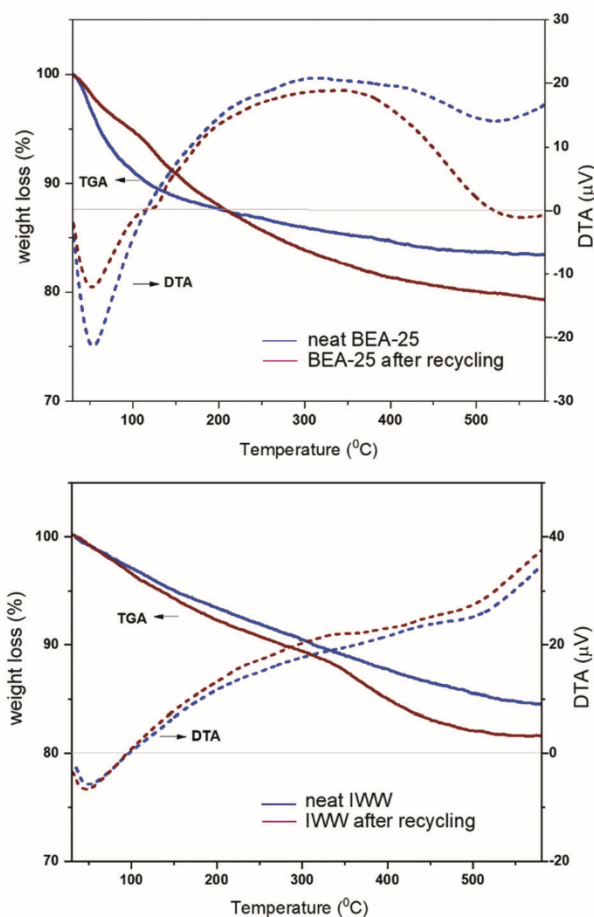 30
100
20
weight loss (%)
10
DTA (µV)
TGA
90
0
80
DTA
-10
neat BEA-25
BEA-25 after recycling
-20
70
-30
100
200
300
400
500
Temperature (⁰C)
100
40
weight loss (%)
TGA
90
20
DTA (µV)
DTA
80
0
neat IWW
IWW after recycling
70
-20
100
200
300
400
500
Temperature (⁰C)